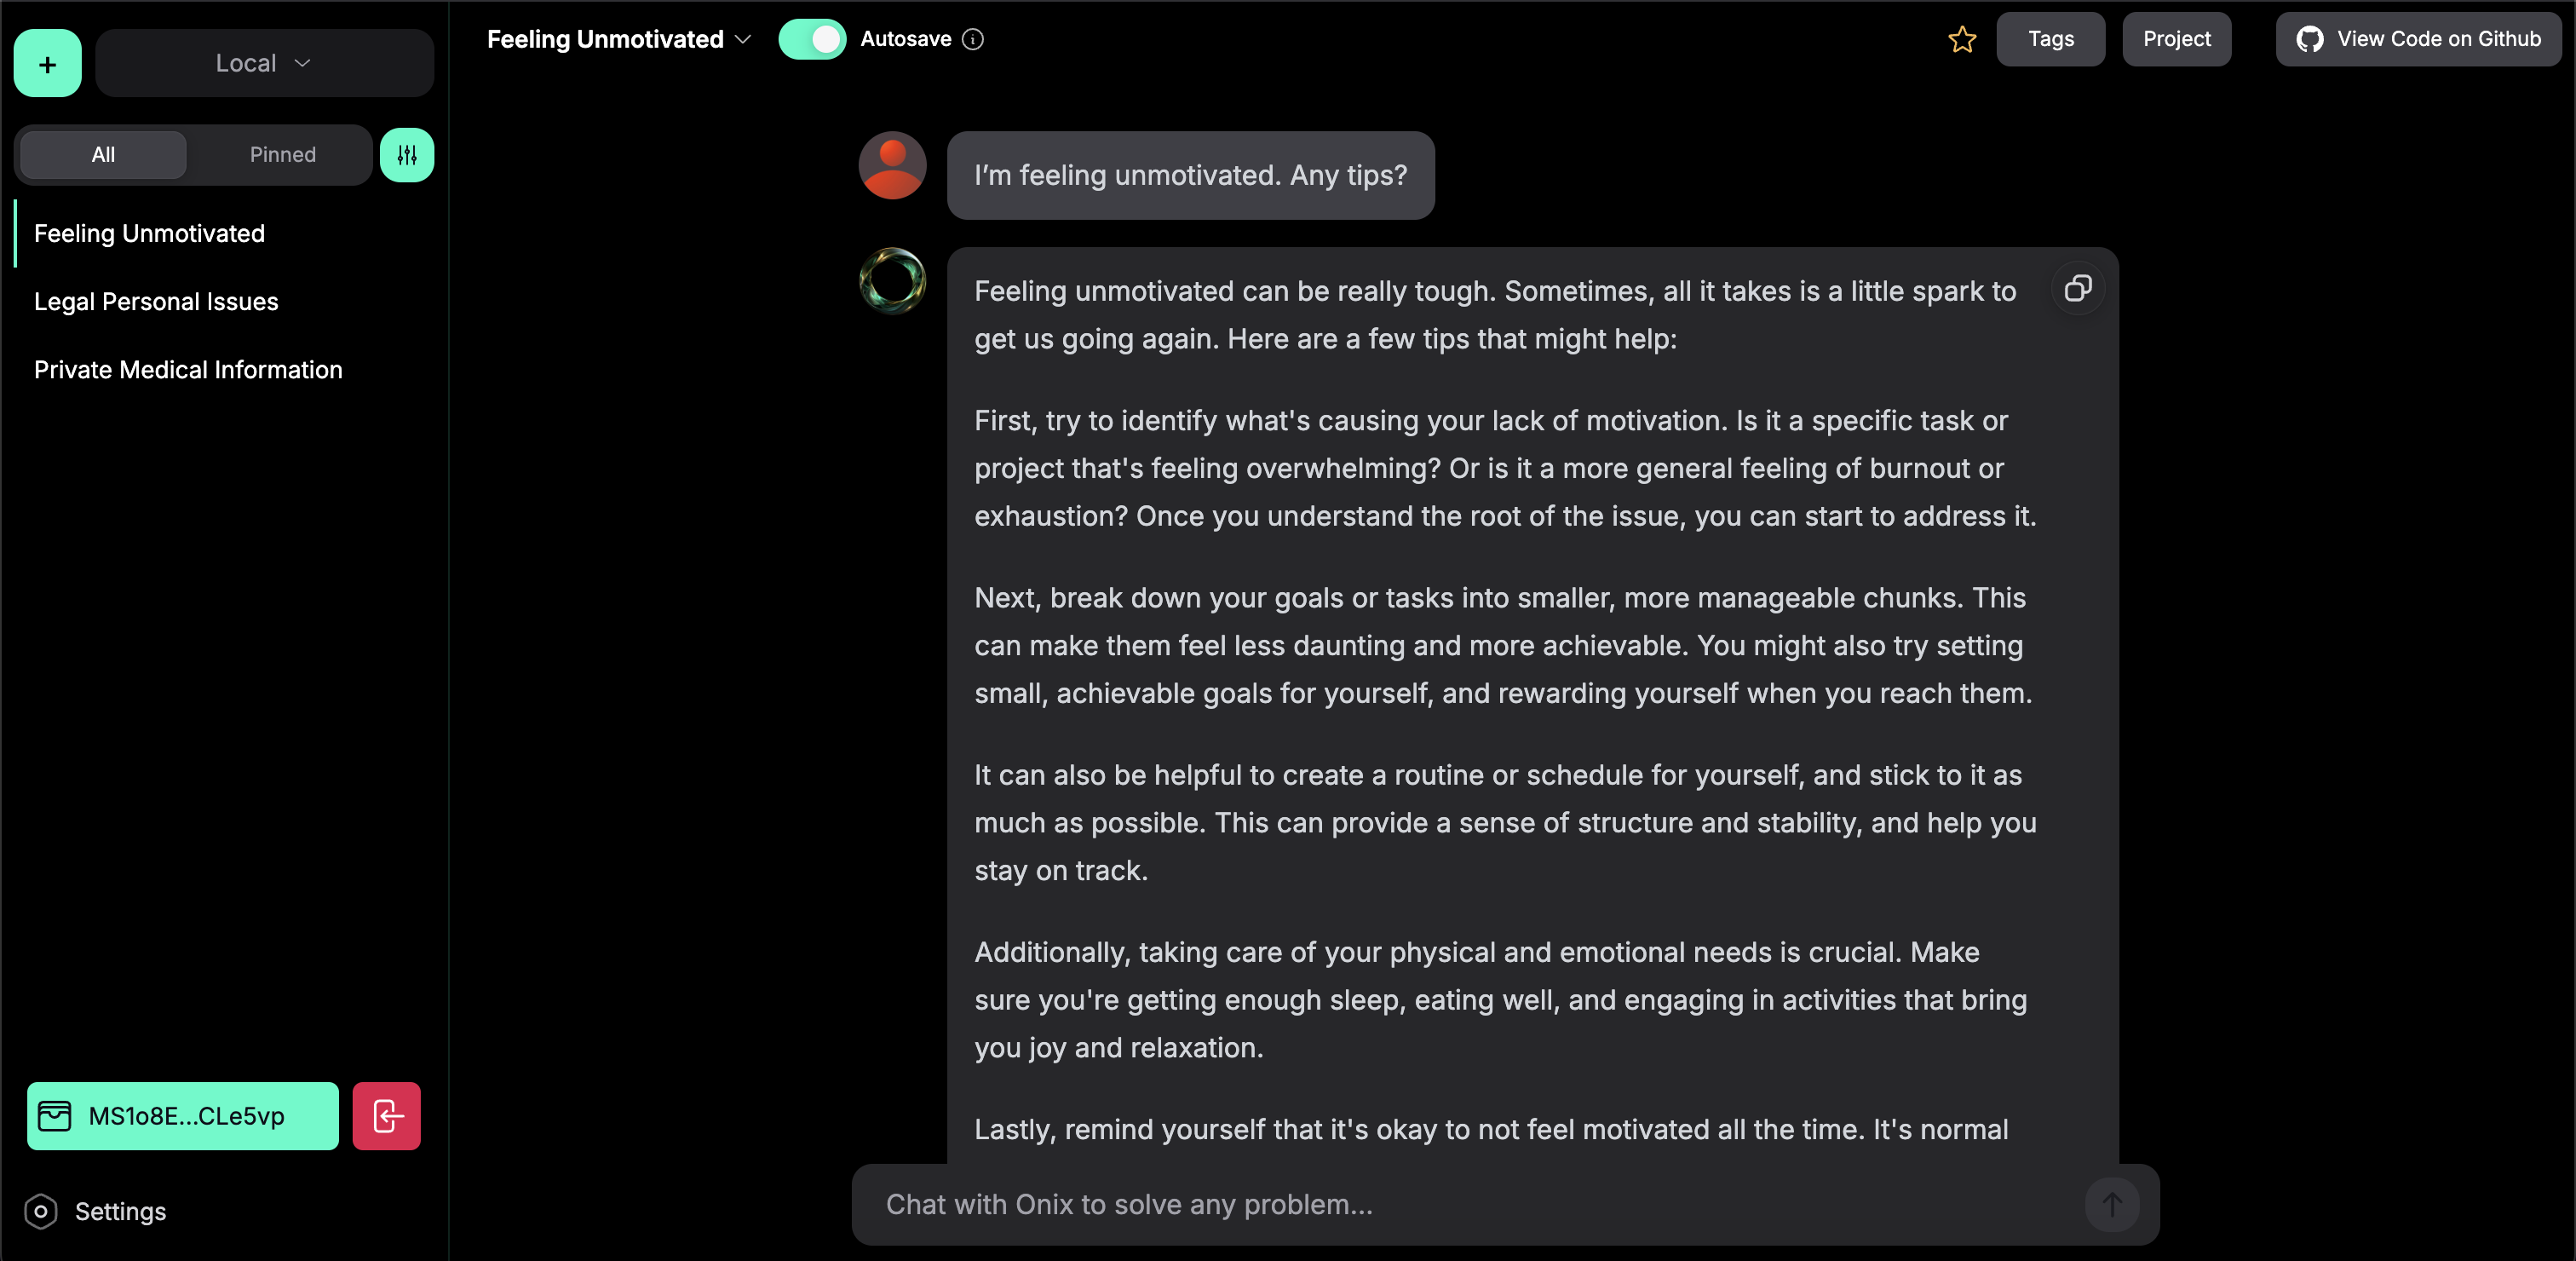 +
Local
All
Pinned
Feeling Unmotivated
Legal Personal Issues
Private Medical Information
MS1o8E...CLe5vp
Settings
Feeling Unmotivated
Autosave
Tags
Project
View Code on Github
I’m feeling unmotivated. Any tips?
Feeling unmotivated can be really tough. Sometimes, all it takes is a little spark to
get us going again. Here are a few tips that might help:
First, try to identify what's causing your lack of motivation. Is it a specific task or
project that's feeling overwhelming? Or is it a more general feeling of burnout or
exhaustion? Once you understand the root of the issue, you can start to address it.
Next, break down your goals or tasks into smaller, more manageable chunks. This
can make them feel less daunting and more achievable. You might also try setting
small, achievable goals for yourself, and rewarding yourself when you reach them.
It can also be helpful to create a routine or schedule for yourself, and stick to it as
much as possible. This can provide a sense of structure and stability, and help you
stay on track.
Additionally, taking care of your physical and emotional needs is crucial. Make
sure you're getting enough sleep, eating well, and engaging in activities that bring
you joy and relaxation.
Lastly, remind yourself that it's okay to not feel motivated all the time. It's normal
Chat with Onix to solve any problem...